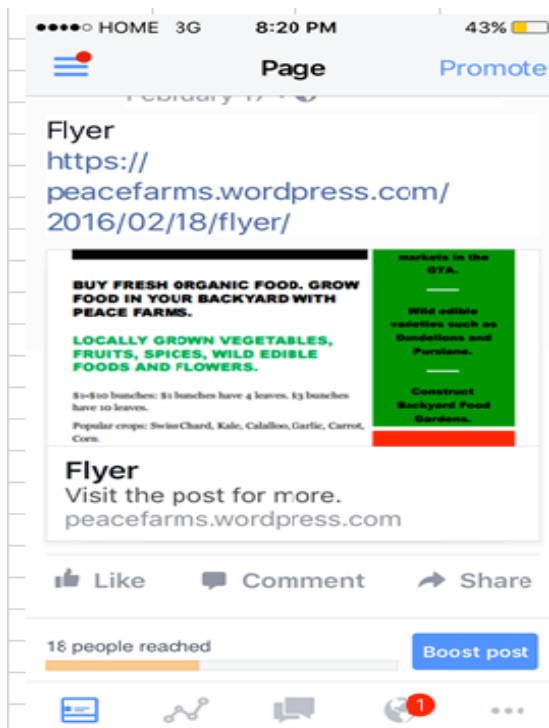 HOME 3G 8:20 PM 43%
Page Promote
February 17
Flyer
https://
peacefarms.wordpress.com/
2016/02/18/flyer/
BUY FRESH ORGANIC FOOD. GROW
FOOD IN YOUR BACKYARD WITH
PEACE FARMS.
LOCALLY GROWN VEGETABLES,
FRUITS, SPICES, WILD EDIBLE
FOODS AND FLOWERS.
$1-$10 bunches: $1 bunches have 4 leaves. $3 bunches
have 10 leaves.
Popular crops: Swiss Chard, Kale, Calalloo, Garlic, Carrot,
Corn.
markets in the
GTA.
Wild edible
varieties such as
Dandelions and
Purslane.
Construct
Backyard Food
Gardens.
Flyer
Visit the post for more.
peacefarms.wordpress.com
Like Comment Share
18 people reached
Boost post
1